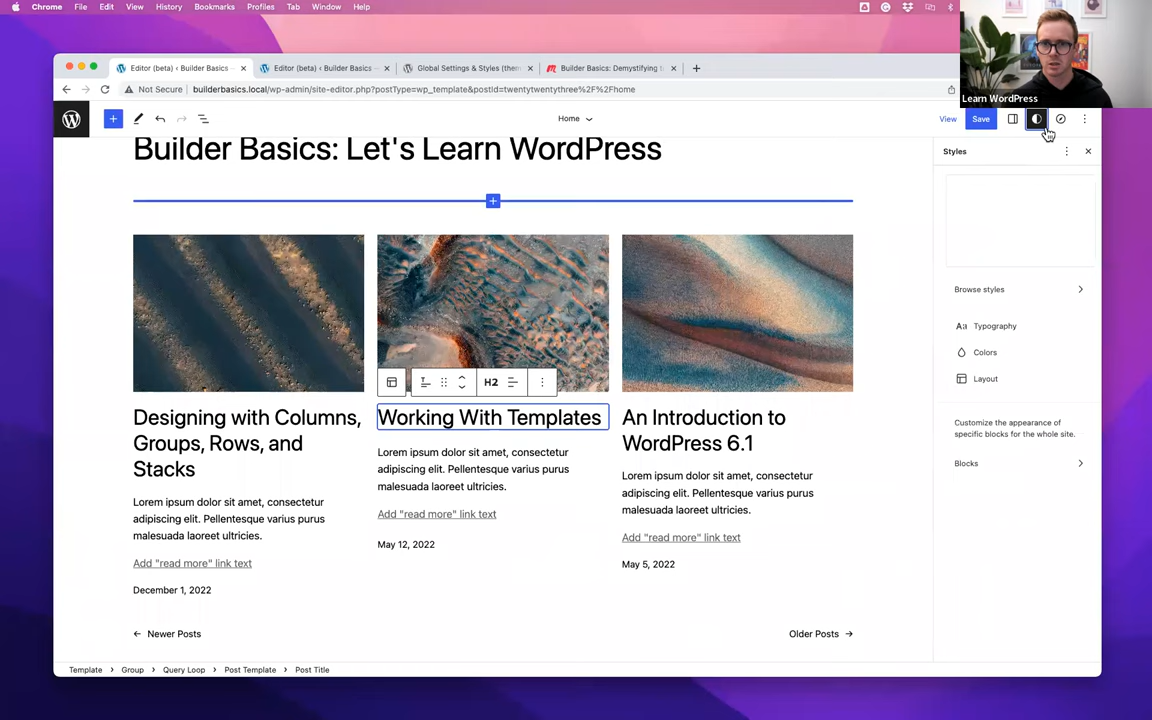 Chrome File Edit View History Bookmarks Profiles Tab Window Help
Learn WordPress
Editor (beta) ‹ Builder Basics
Editor (beta) ‹ Builder Basics
Global Settings & Styles (them
Builder Basics: Demystifying t
Not Secure builderbasics.local/wp-admin/site-editor.php?postType=wp_template&postId=twentytwentythree%2F%2Fhome
Home
View
Save
Builder Basics: Let's Learn WordPress
H2
Designing with Columns,
Groups, Rows, and
Stacks
Lorem ipsum dolor sit amet, consectetur
adipiscing elit. Pellentesque varius purus
malesuada laoreet ultricies.
Add "read more" link text
December 1, 2022
Working With Templates
Lorem ipsum dolor sit amet, consectetur
adipiscing elit. Pellentesque varius purus
malesuada laoreet ultricies.
Add "read more" link text
May 12, 2022
An Introduction to
WordPress 6.1
Lorem ipsum dolor sit amet, consectetur
adipiscing elit. Pellentesque varius purus
malesuada laoreet ultricies.
Add "read more" link text
May 5, 2022
← Newer Posts
Older Posts →
Styles
Browse styles
Aa Typography
Colors
Layout
Customize the appearance of
specific blocks for the whole site.
Blocks
Template > Group > Query Loop > Post Template > Post Title